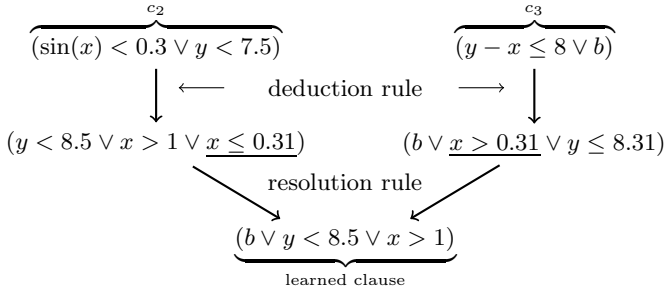 c₂ c₃
(sin(x) < 0.3 ∨ y < 7.5) (y − x ≤ 8 ∨ b)
deduction rule
(y < 8.5 ∨ x > 1 ∨ x ≤ 0.31) (b ∨ x > 0.31 ∨ y ≤ 8.31)
resolution rule
(b ∨ y < 8.5 ∨ x > 1)
learned clause